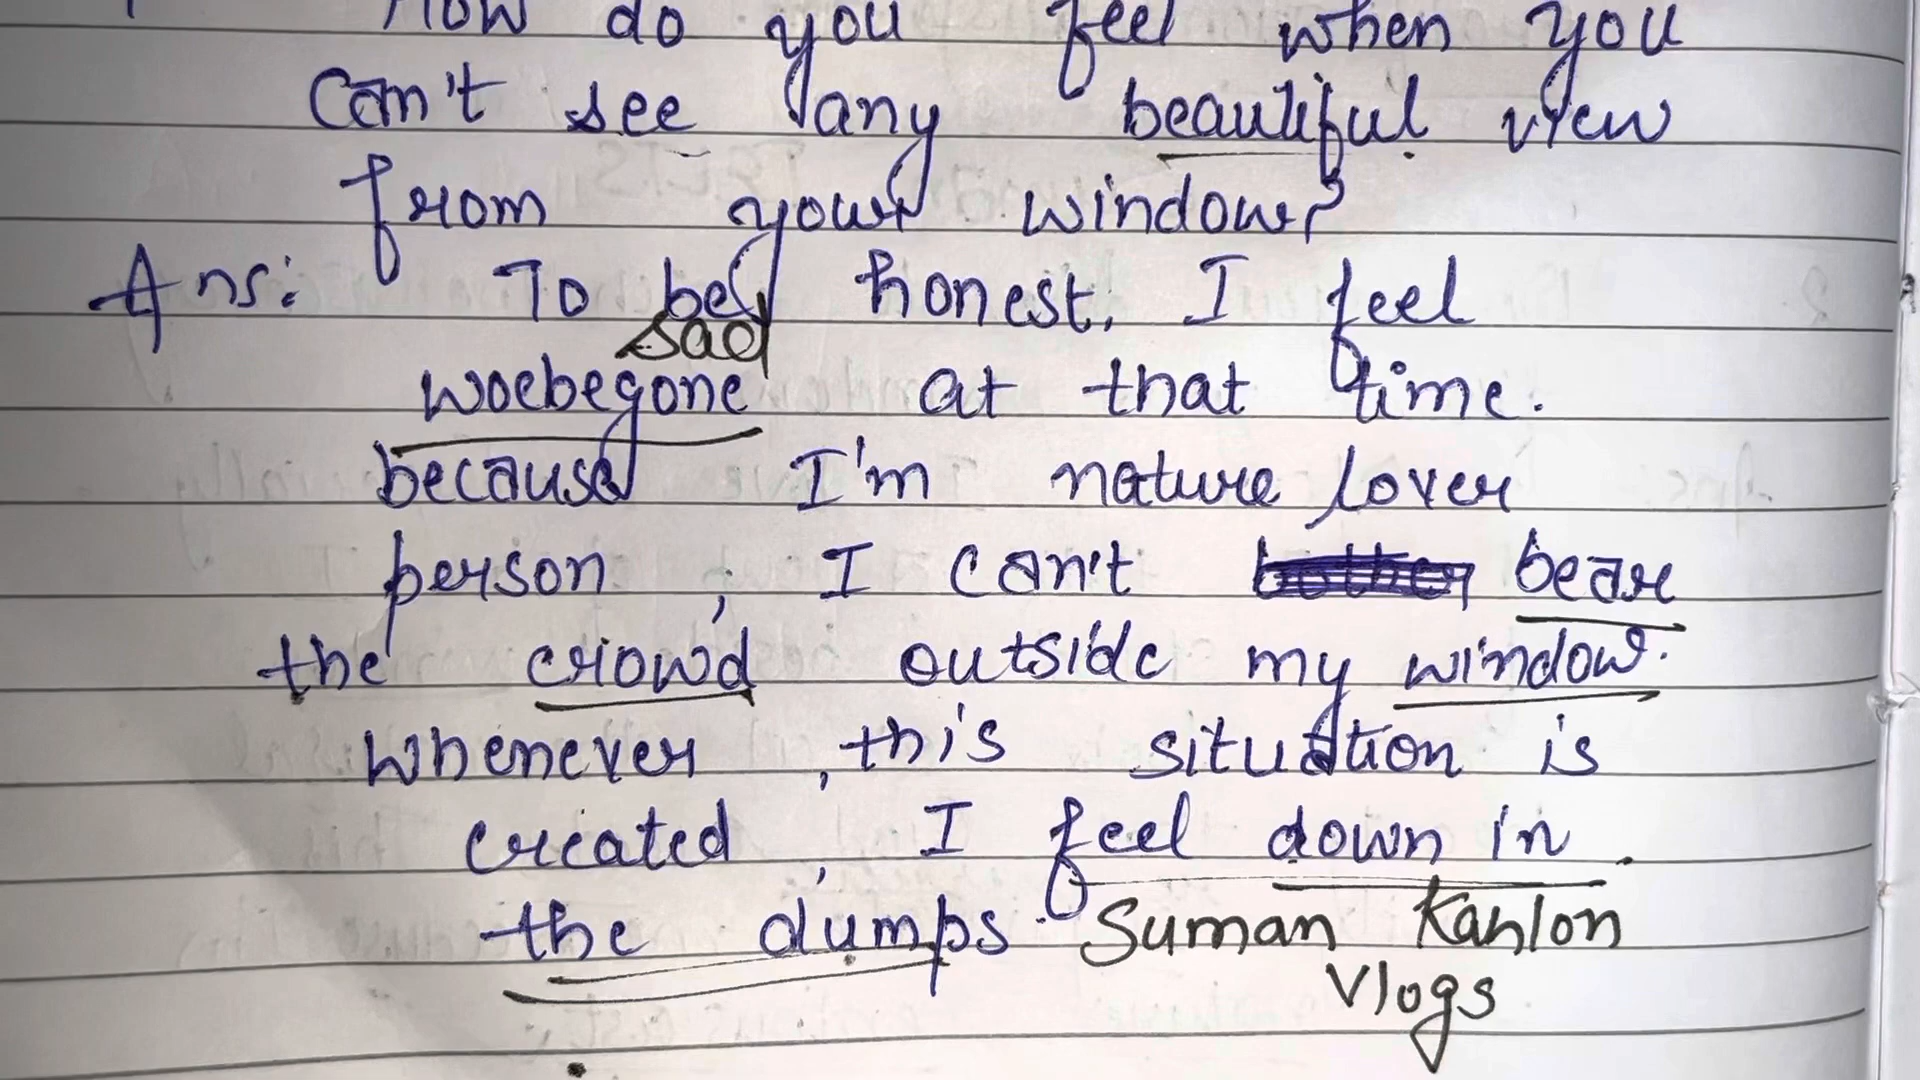 How do you feel when you
can't see any beautiful view
from your window?
Ans: To be honest, I feel
sad
woebegone at that time.
because I'm nature lover
person, I can't bother bear
the crowd outside my window.
Whenever, this situation is
created, I feel down in
the dumps. Suman Kahlon
Vlogs